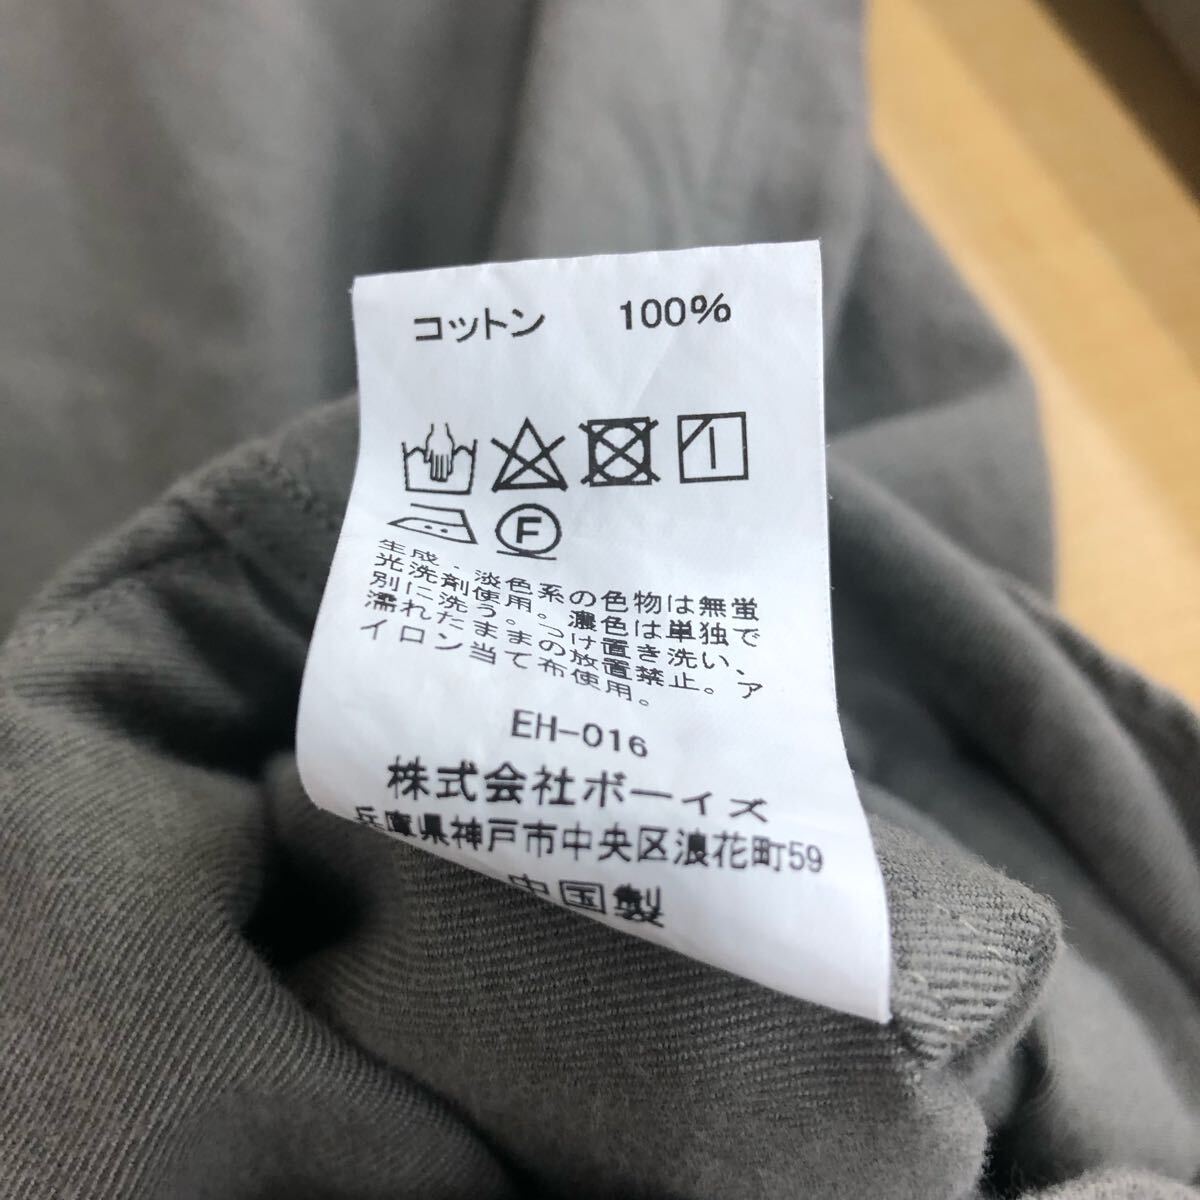 コットン 100%
F
生成、淡色系の色物は無蛍
光洗剤使用。濃色は単独で
別に洗う。つけ置き洗い、
濡れたままの放置禁止。ア
イロン当て布使用。
EH-016
株式会社ボーイズ
兵庫県神戸市中央区浪花町59
中国製